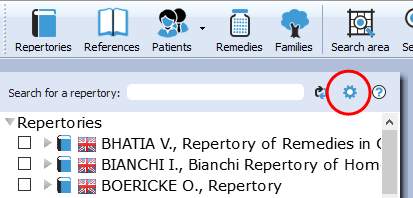 Repertories References Patients Remedies Families Search area Se
Search for a repertory:
Repertories
BHATIA V., Repertory of Remedies in C
BIANCHI I., Bianchi Repertory of Hom
BOERICKE O., Repertory